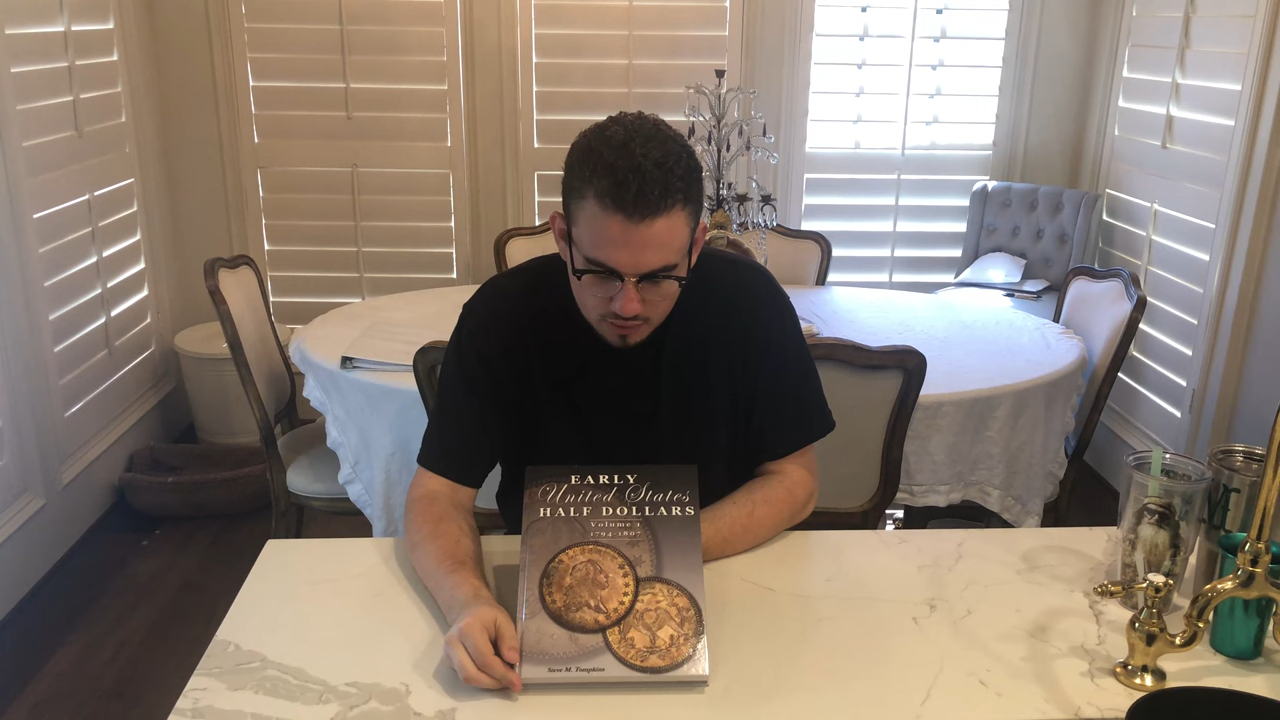 EARLY
United States
HALF DOLLARS
Volume 1
1794-1807
Steve M. Tompkins